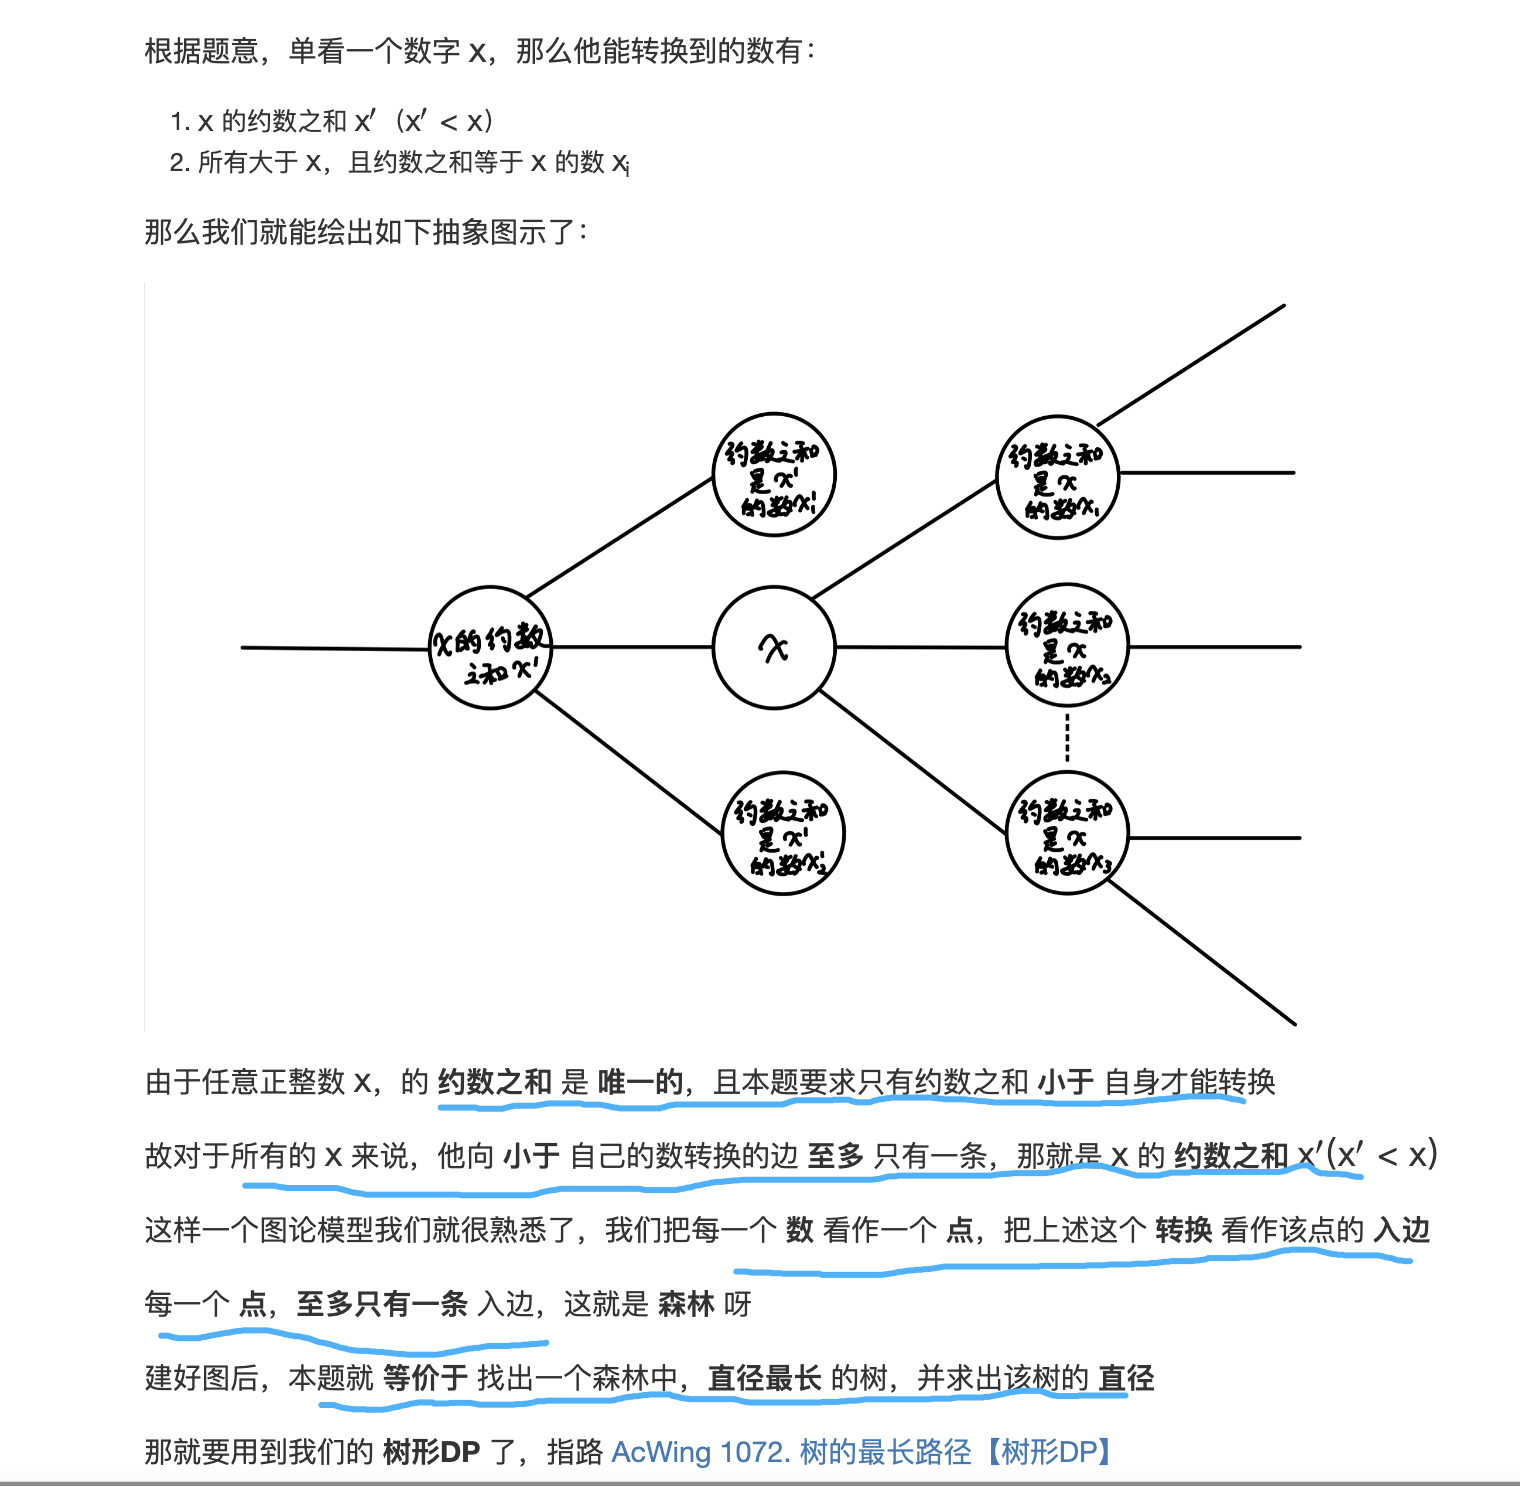 根据题意，单看一个数字 x，那么他能转换到的数有：
1. x 的约数之和 x′（x′ < x）
2. 所有大于 x，且约数之和等于 x 的数 xᵢ
那么我们就能绘出如下抽象图示了：
约数之和
是 x′
的数x′₁
约数之和
是 x
的数x₁
x的约数
之和 x′
x
约数之和
是 x
的数x₂
约数之和
是 x′
的数x′₂
约数之和
是 x
的数x₃
由于任意正整数 x，的 约数之和 是 唯一的，且本题要求只有约数之和 小于 自身才能转换
故对于所有的 x 来说，他向 小于 自己的数转换的边 至多 只有一条，那就是 x 的 约数之和 x′(x′ < x)
这样一个图论模型我们就很熟悉了，我们把每一个 数 看作一个 点，把上述这个 转换 看作该点的 入边
每一个 点，至多只有一条 入边，这就是 森林 呀
建好图后，本题就 等价于 找出一个森林中，直径最长 的树，并求出该树的 直径
那就要用到我们的 树形DP 了，指路 AcWing 1072. 树的最长路径【树形DP】